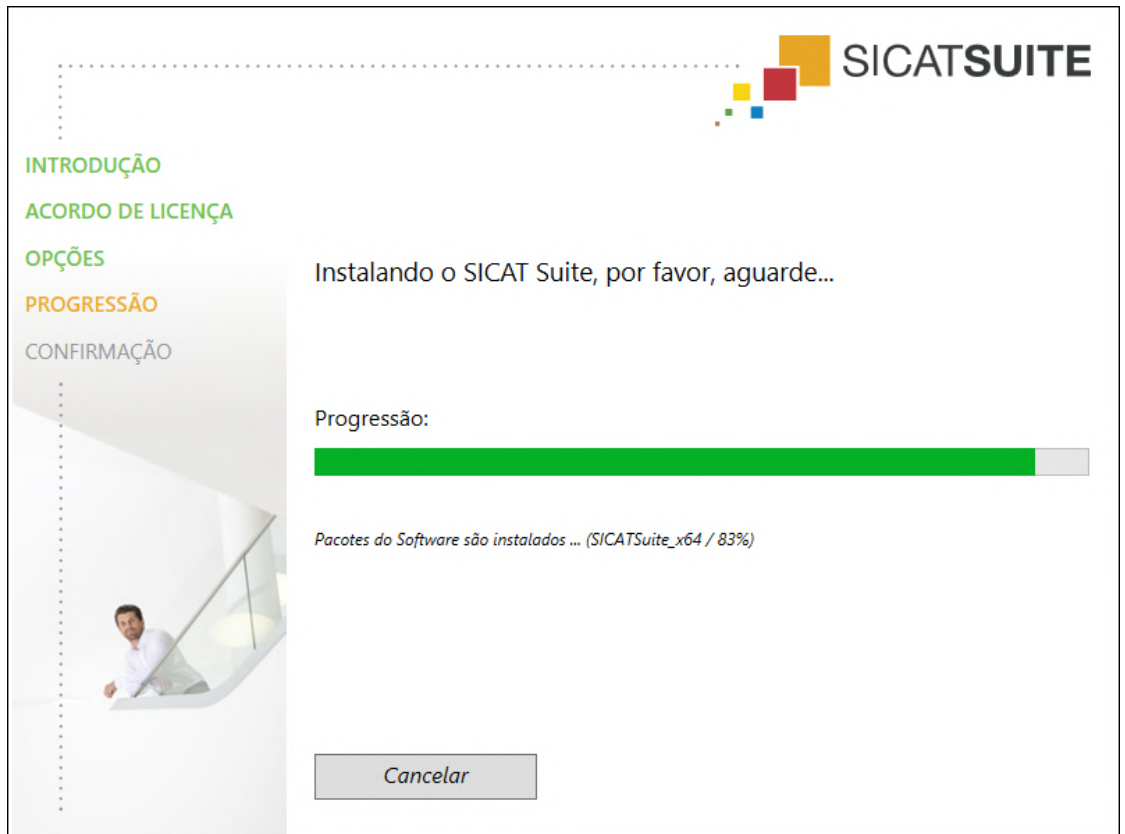 SICATSUITE
INTRODUÇÃO
ACORDO DE LICENÇA
OPÇÕES
PROGRESSÃO
CONFIRMAÇÃO
Instalando o SICAT Suite, por favor, aguarde...
Progressão:
Pacotes do Software são instalados ... (SICATSuite_x64 / 83%)
Cancelar